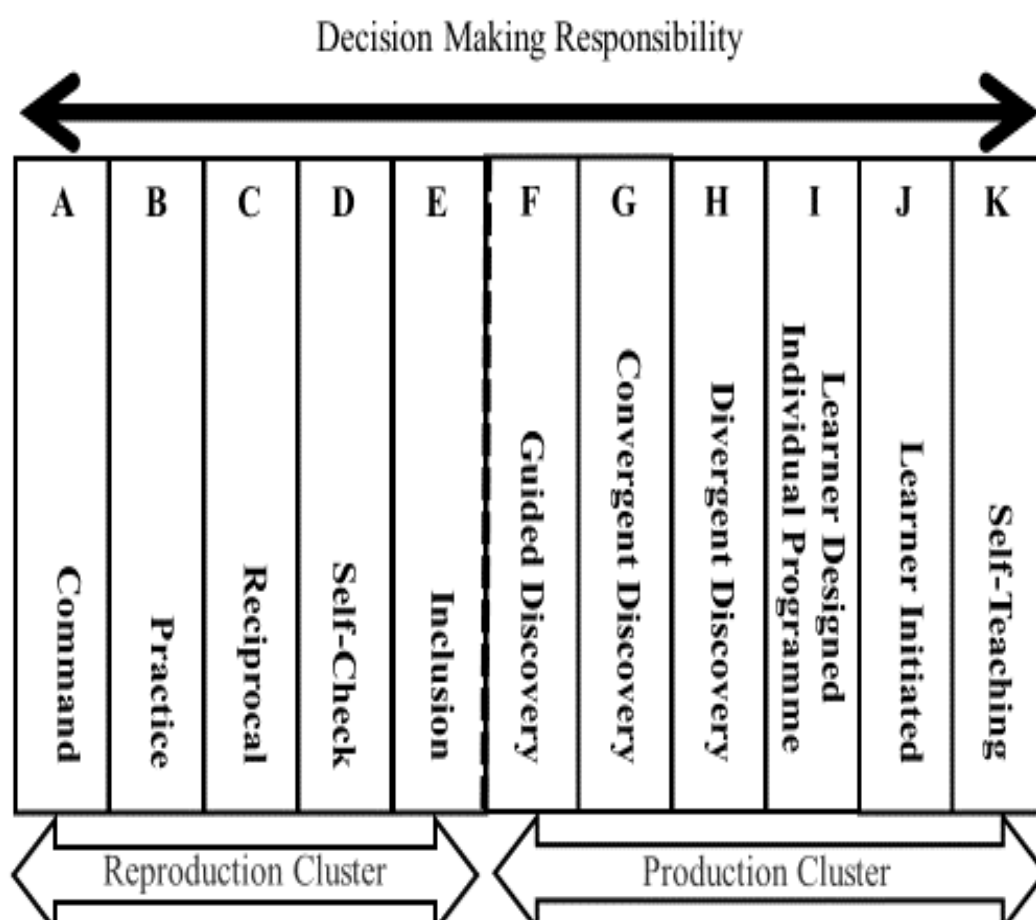 Decision Making Responsibility
A B C D E F G H I J K
Command
Practice
Reciprocal
Self-Check
Inclusion
Guided Discovery
Convergent Discovery
Divergent Discovery
Learner Designed
Individual Programme
Learner Initiated
Self-Teaching
Reproduction Cluster
Production Cluster